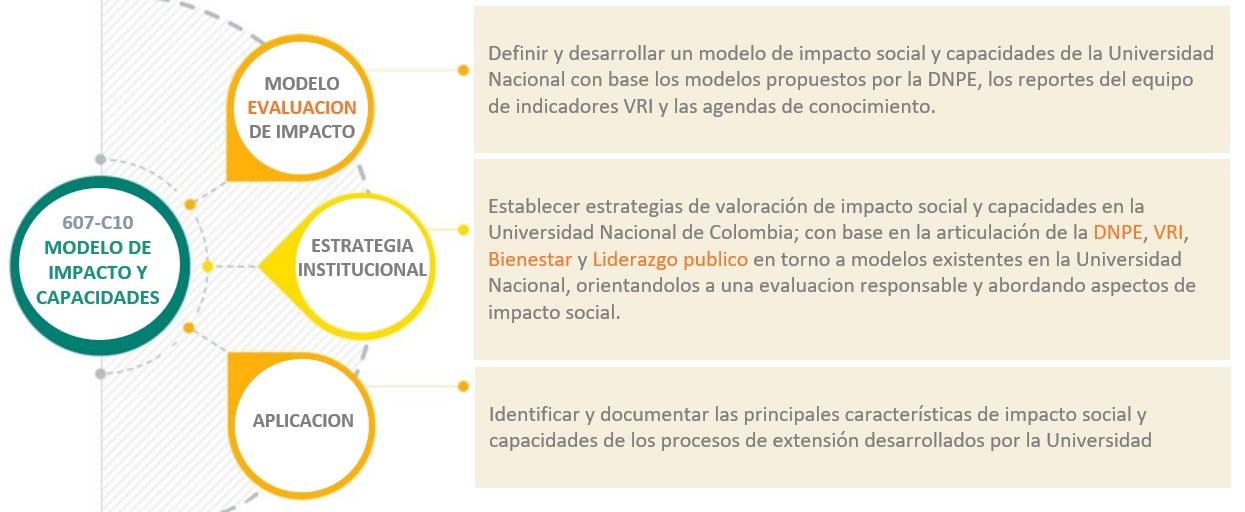 MODELO
EVALUACION
DE IMPACTO
Definir y desarrollar un modelo de impacto social y capacidades de la Universidad
Nacional con base los modelos propuestos por la DNPE, los reportes del equipo
de indicadores VRI y las agendas de conocimiento.
607-C10
MODELO DE
IMPACTO Y
CAPACIDADES
ESTRATEGIA
INSTITUCIONAL
Establecer estrategias de valoración de impacto social y capacidades en la
Universidad Nacional de Colombia; con base en la articulación de la DNPE, VRI,
Bienestar y Liderazgo publico en torno a modelos existentes en la Universidad
Nacional, orientandolos a una evaluacion responsable y abordando aspectos de
impacto social.
APLICACION
Identificar y documentar las principales características de impacto social y
capacidades de los procesos de extensión desarrollados por la Universidad